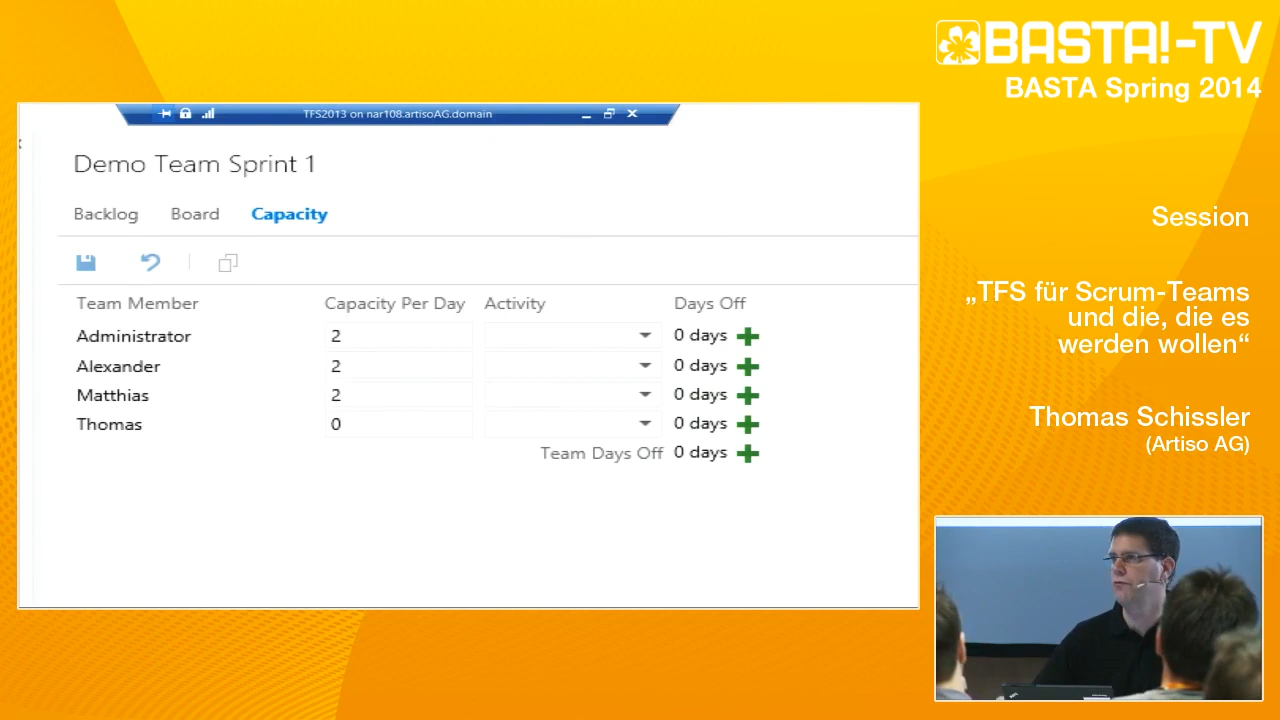 BASTA!-TV
BASTA Spring 2014
TFS2013 on nar108.artisoAG.domain
Demo Team Sprint 1
Backlog Board Capacity
Team Member Capacity Per Day Activity Days Off
Administrator 2 0 days
Alexander 2 0 days
Matthias 2 0 days
Thomas 0 0 days
Team Days Off 0 days
Session
„TFS für Scrum-Teams
und die, die es
werden wollen“
Thomas Schissler
(Artiso AG)